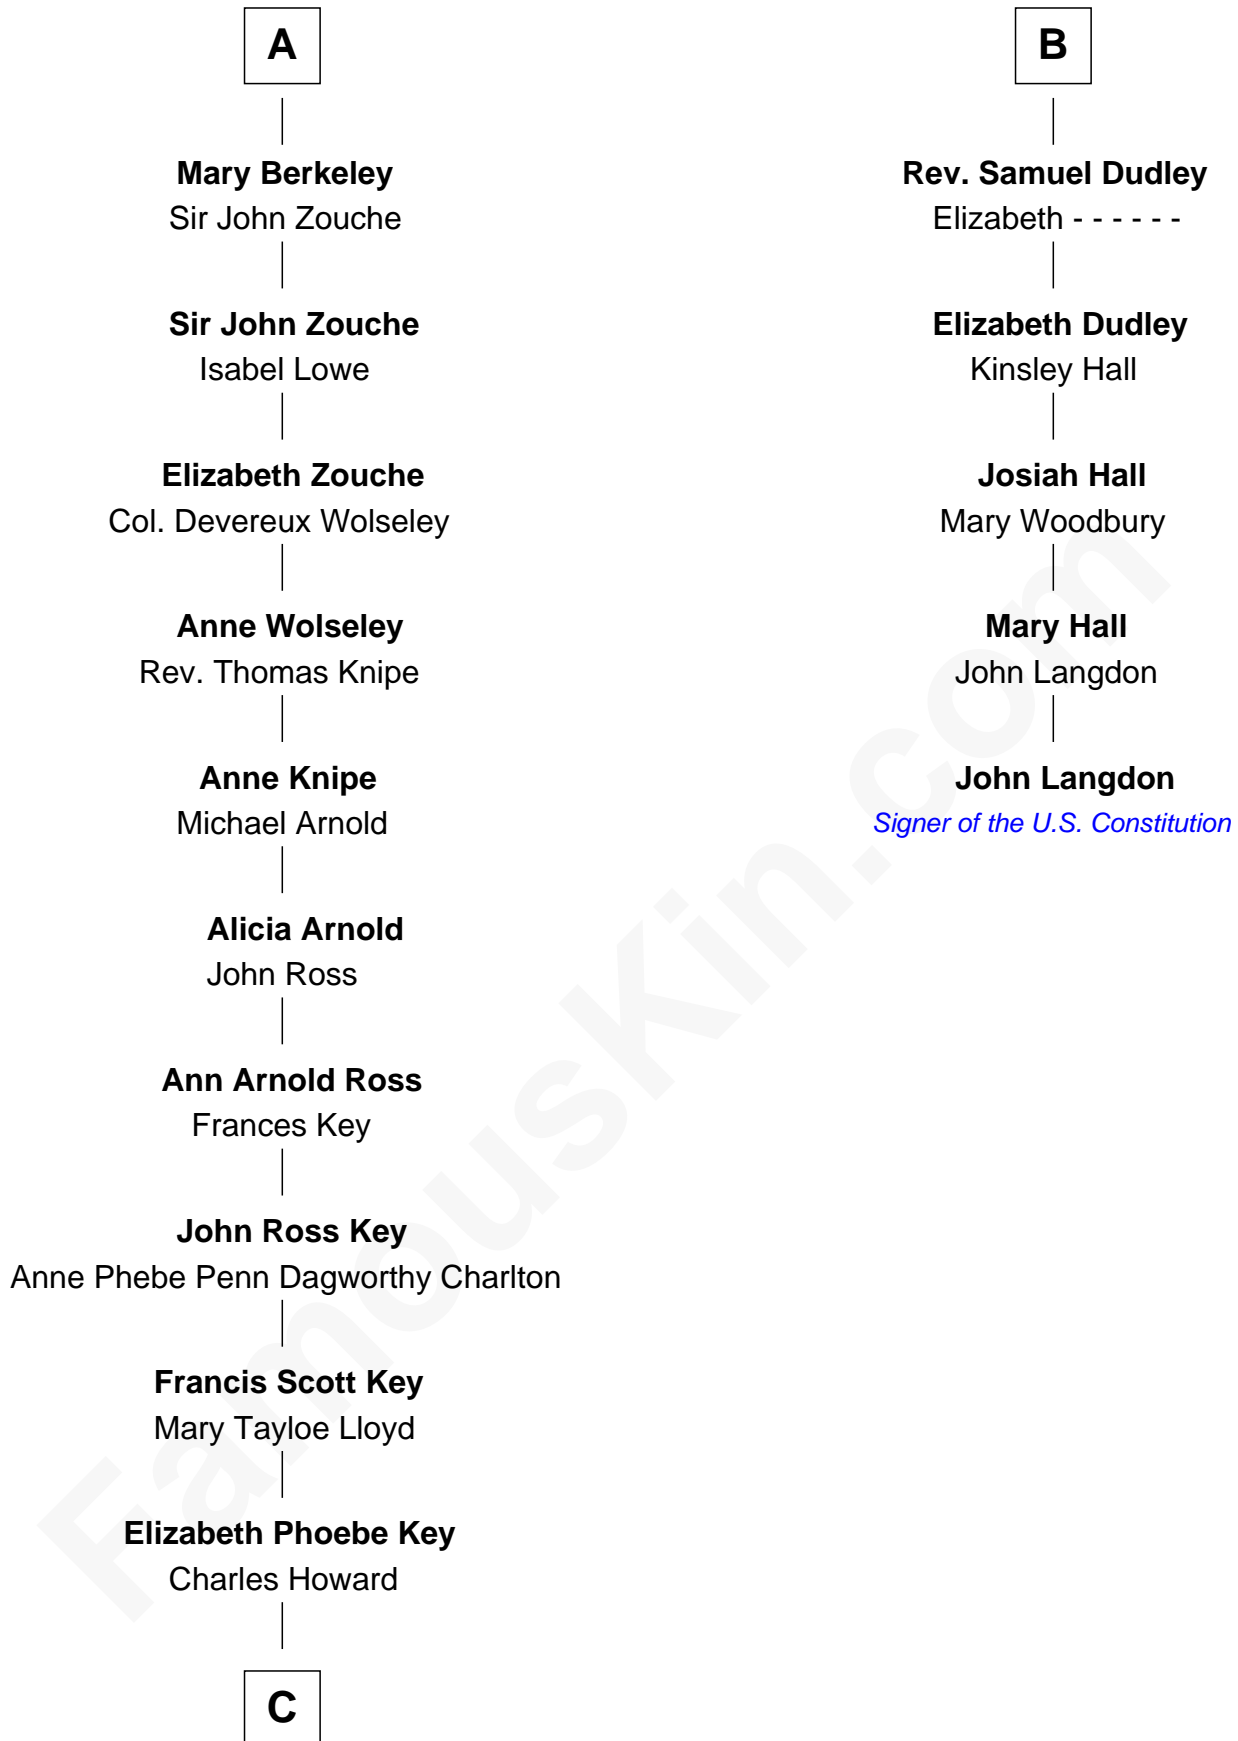 A
Mary Berkeley
Sir John Zouche
Sir John Zouche
Isabel Lowe
Elizabeth Zouche
Col. Devereux Wolseley
Anne Wolseley
Rev. Thomas Knipe
Anne Knipe
Michael Arnold
Alicia Arnold
John Ross
Ann Arnold Ross
Frances Key
John Ross Key
Anne Phebe Penn Dagworthy Charlton
Francis Scott Key
Mary Tayloe Lloyd
Elizabeth Phoebe Key
Charles Howard
C
B
Rev. Samuel Dudley
Elizabeth - - - - - -
Elizabeth Dudley
Kinsley Hall
Josiah Hall
Mary Woodbury
Mary Hall
John Langdon
John Langdon
Signer of the U.S. Constitution
FamousKin.com